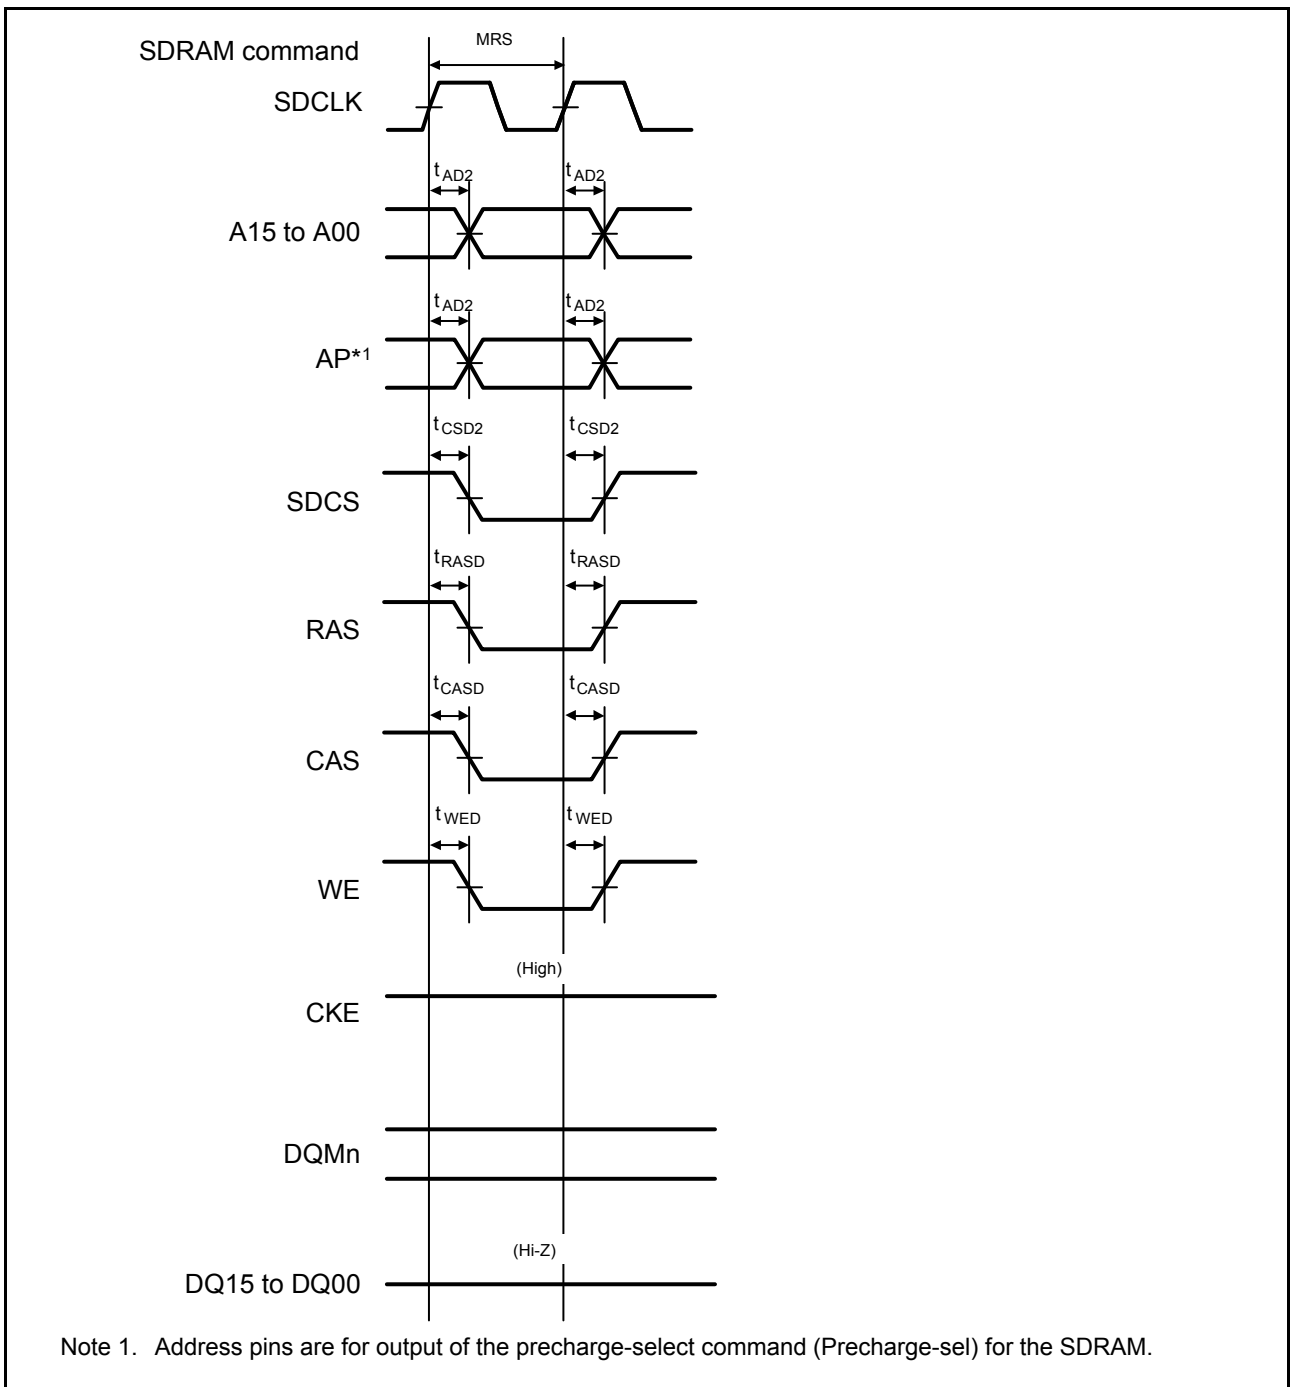 MRS
SDRAM command
SDCLK
tAD2 tAD2
A15 to A00
tAD2 tAD2
AP*1
tCSD2 tCSD2
SDCS
tRASD tRASD
RAS
tCASD tCASD
CAS
tWED tWED
WE
(High)
CKE
DQMn
(Hi-Z)
DQ15 to DQ00
Note 1. Address pins are for output of the precharge-select command (Precharge-sel) for the SDRAM.